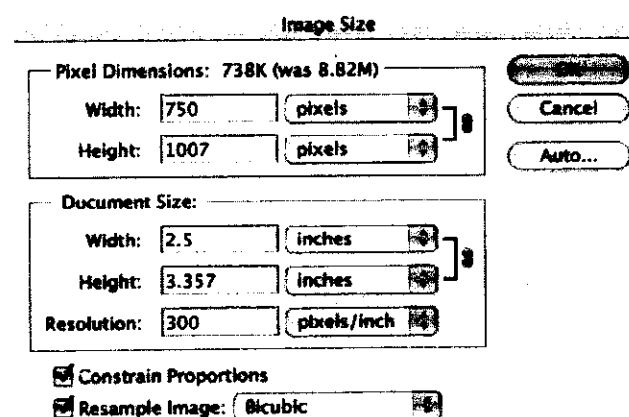 Image Size
Pixel Dimensions: 738K (was 8.82M)
Width: 750 pixels
Height: 1007 pixels
Cancel
Auto...
Document Size:
Width: 2.5 inches
Height: 3.357 inches
Resolution: 300 pixels/inch
Constrain Proportions
Resample Image: Bicubic